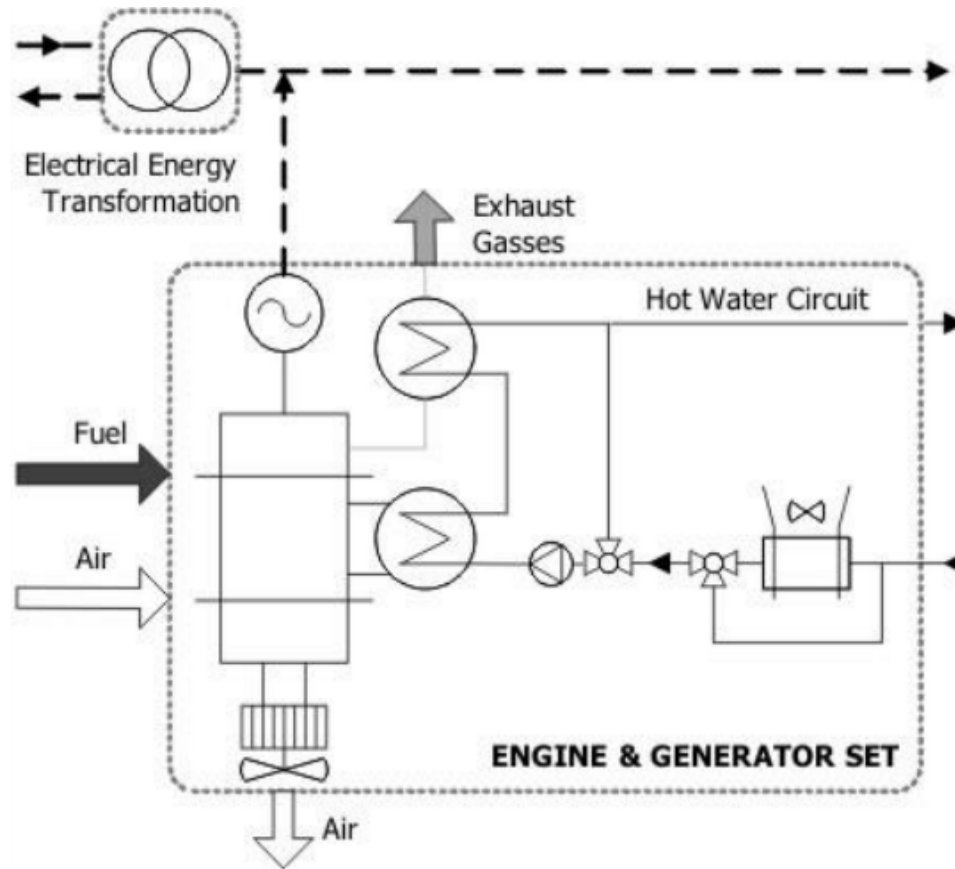 Electrical Energy
Transformation
Exhaust
Gasses
Hot Water Circuit
Fuel
Air
ENGINE & GENERATOR SET
Air